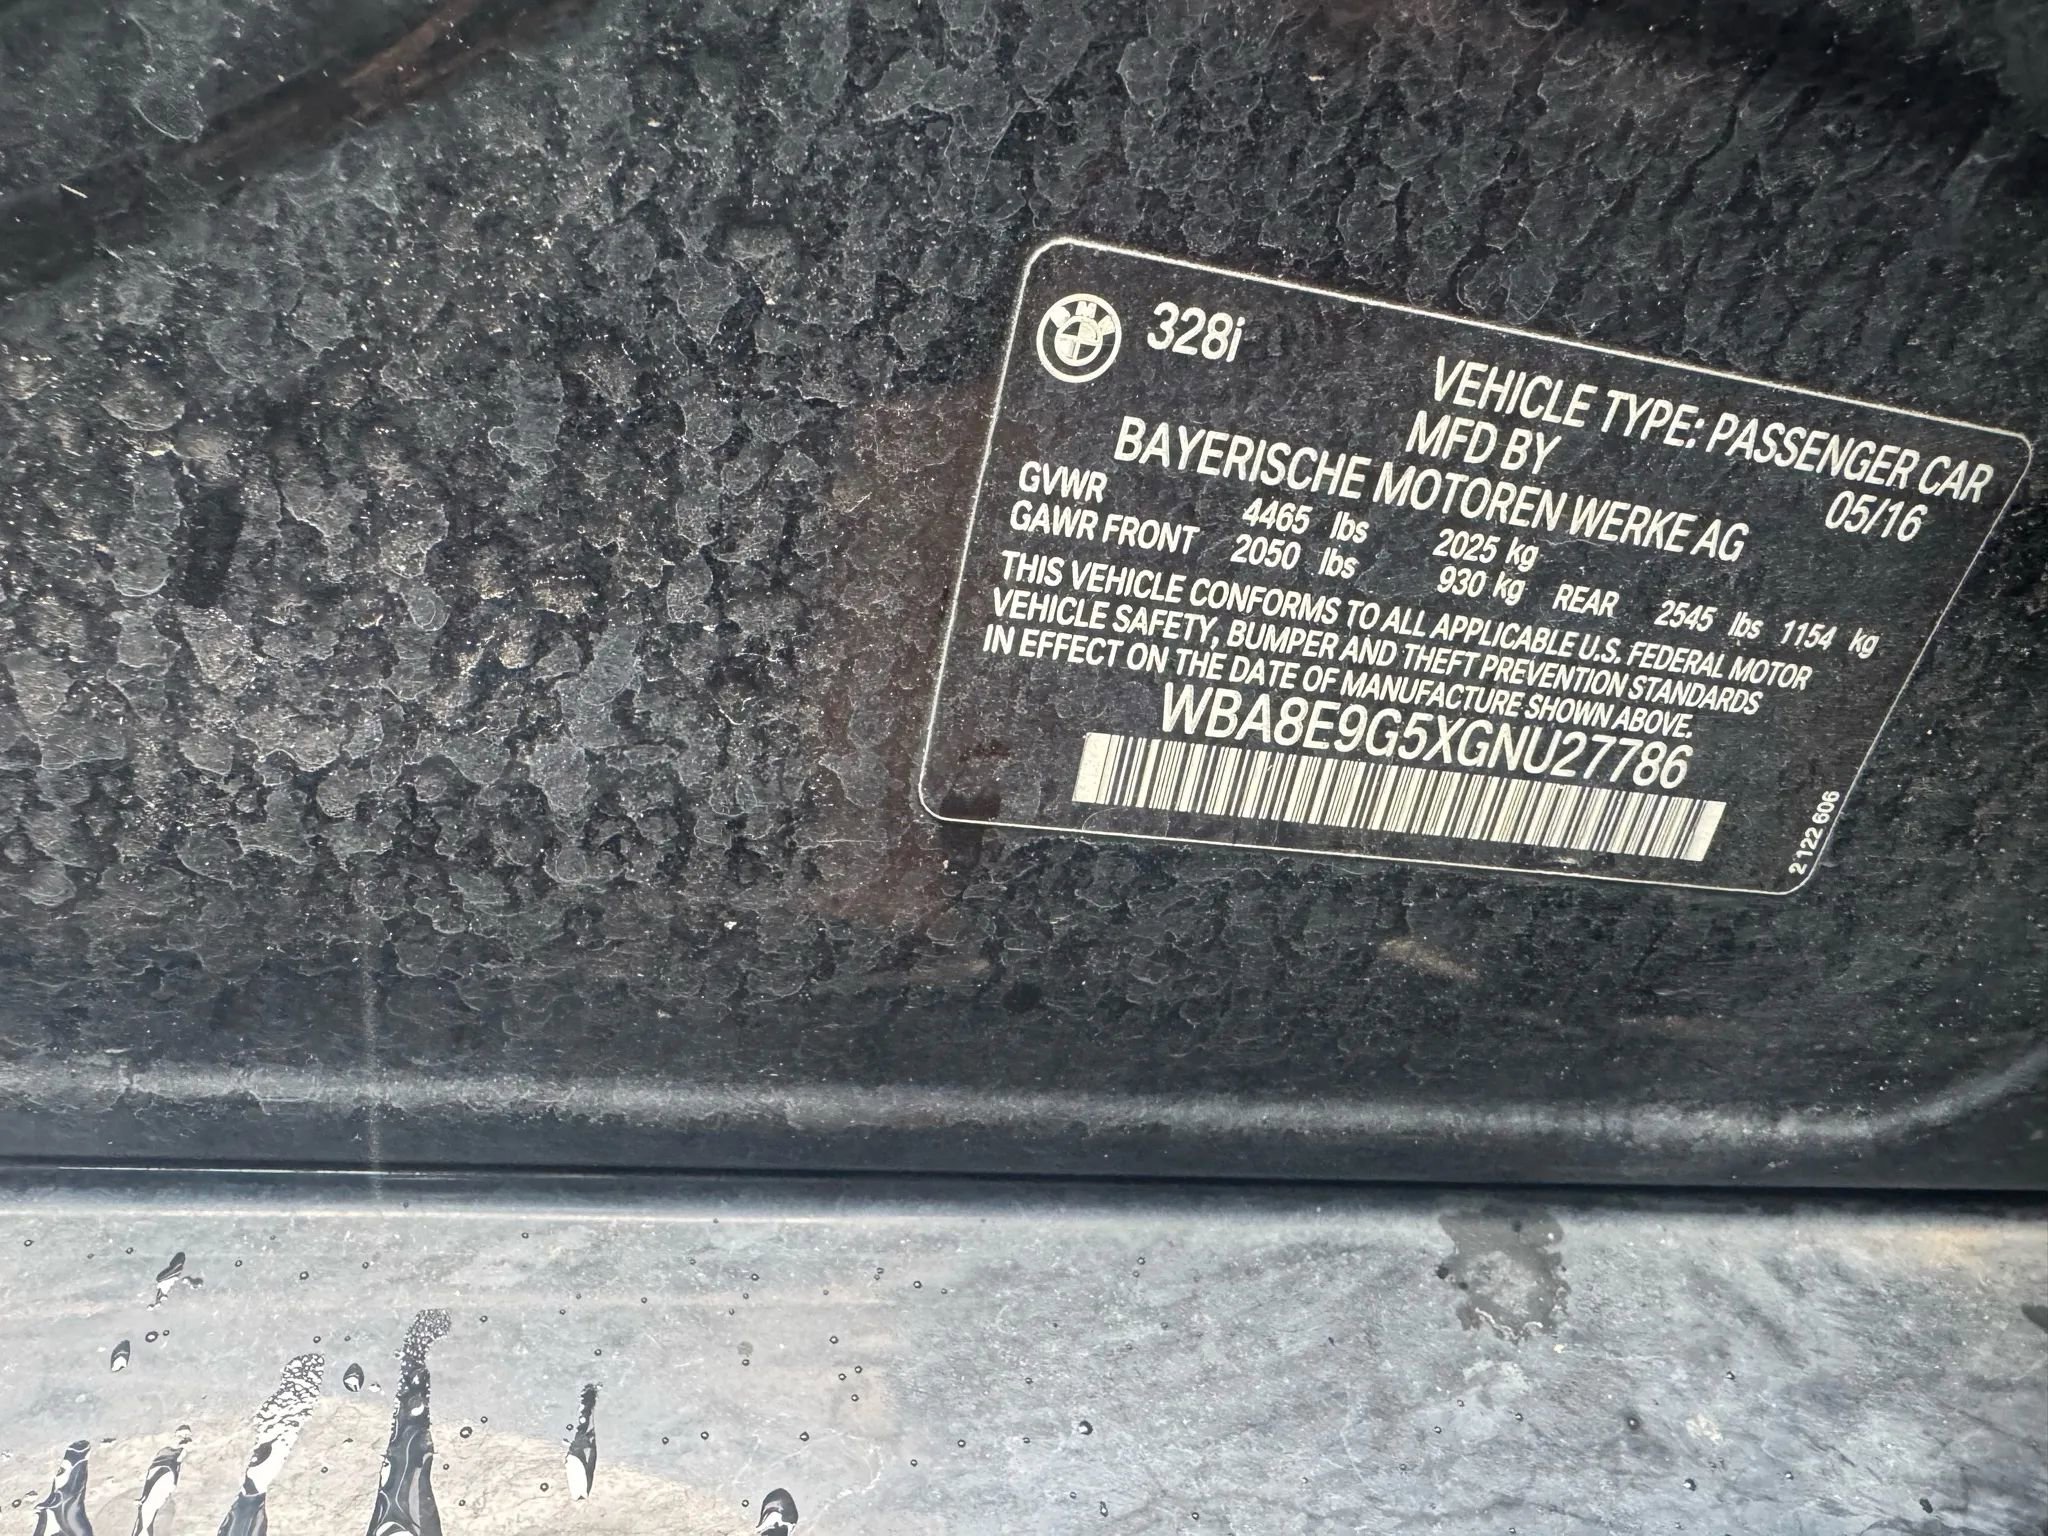 BMW 328i
VEHICLE TYPE: PASSENGER CAR
MFD BY 05/16
BAYERISCHE MOTOREN WERKE AG
GVWR 4465 lbs 2025 kg
GAWR FRONT 2050 lbs 930 kg REAR 2545 lbs 1154 kg
THIS VEHICLE CONFORMS TO ALL APPLICABLE U.S. FEDERAL MOTOR
VEHICLE SAFETY, BUMPER AND THEFT PREVENTION STANDARDS
IN EFFECT ON THE DATE OF MANUFACTURE SHOWN ABOVE.
WBA8E9G5XGNU27786
2 122 606